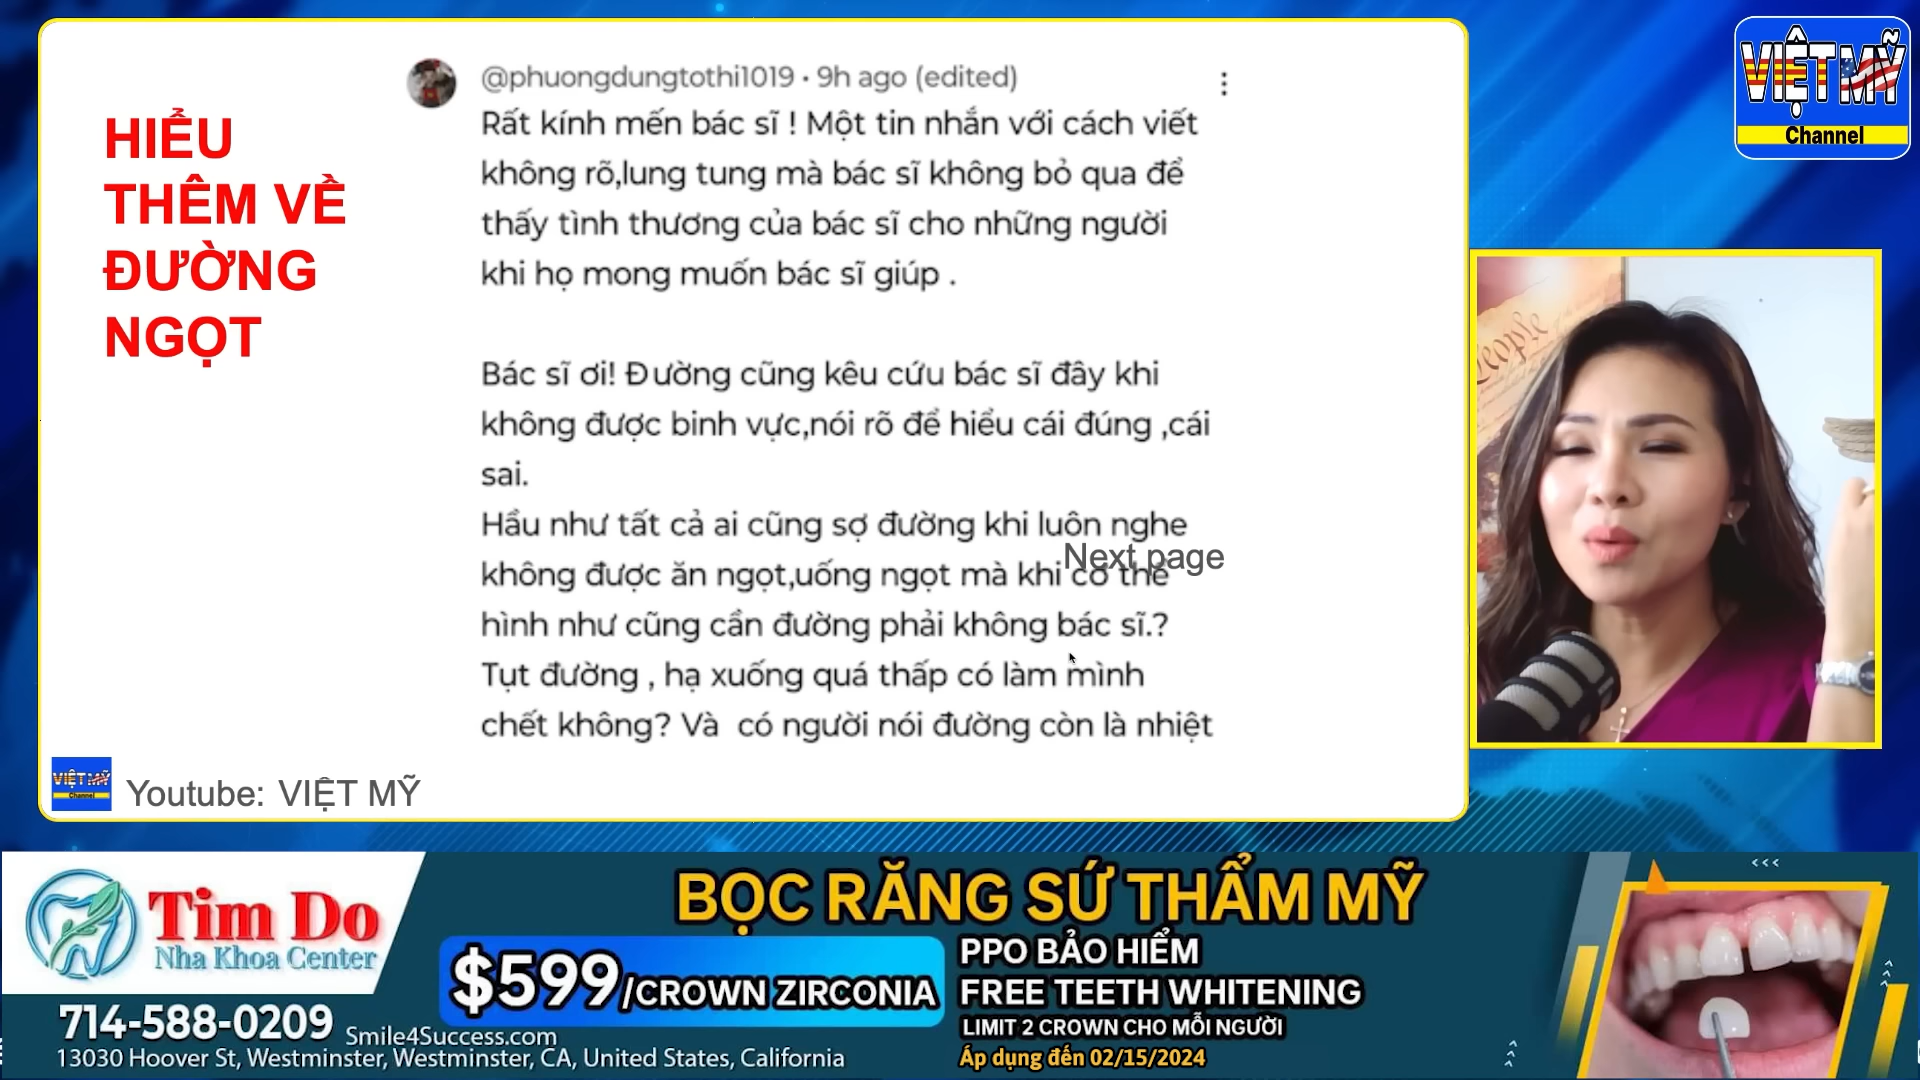 HIỂU
THÊM VỀ
ĐƯỜNG
NGỌT
@phuongdungtothi1019 • 9h ago (edited)
Rất kính mến bác sĩ ! Một tin nhắn với cách viết
không rõ,lung tung mà bác sĩ không bỏ qua để
thấy tình thương của bác sĩ cho những người
khi họ mong muốn bác sĩ giúp .
Bác sĩ ơi! Đường cũng kêu cứu bác sĩ đây khi
không được binh vực,nói rõ để hiểu cái đúng ,cái
sai.
Hầu như tất cả ai cũng sợ đường khi luôn nghe
Next page
không được ăn ngọt,uống ngọt mà khi cơ thể
hình như cũng cần đường phải không bác sĩ.?
Tụt đường , hạ xuống quá thấp có làm mình
chết không? Và có người nói đường còn là nhiệt
VIỆT MỸ
Channel
Youtube: VIỆT MỸ
VIỆT MỸ
Channel
People
Tim Do
Nha Khoa Center
714-588-0209
Smile4Success.com
13030 Hoover St, Westminster, Westminster, CA, United States, California
BỌC RĂNG SỨ THẨM MỸ
$599/CROWN ZIRCONIA
PPO BẢO HIỂM
FREE TEETH WHITENING
LIMIT 2 CROWN CHO MỖI NGƯỜI
Áp dụng đến 02/15/2024